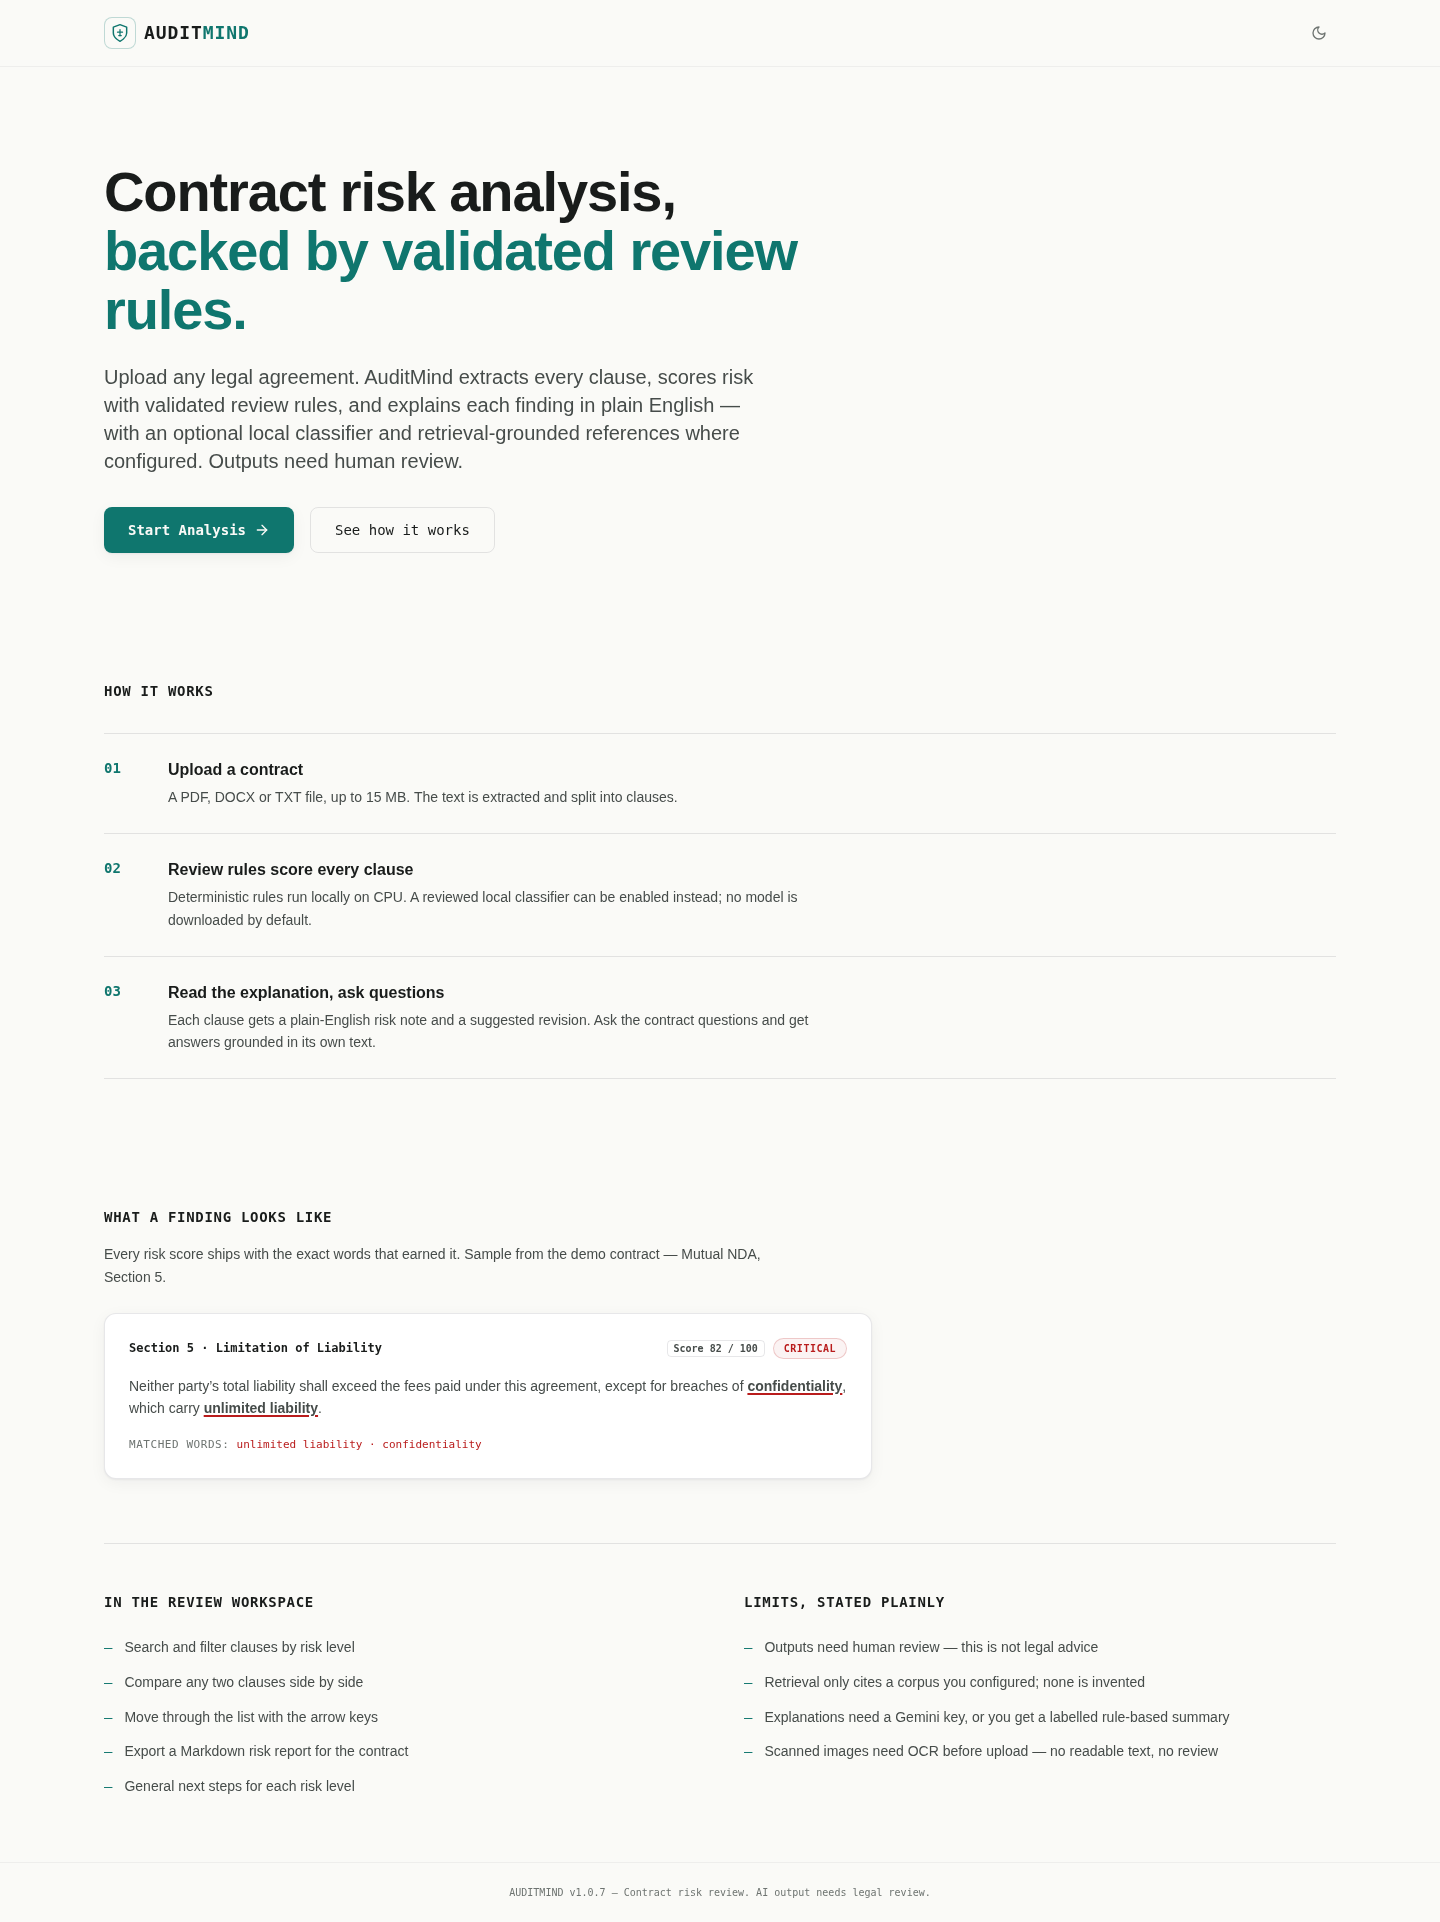 AUDITMIND
Contract risk analysis,
backed by validated review
rules.
Upload any legal agreement. AuditMind extracts every clause, scores risk
with validated review rules, and explains each finding in plain English —
with an optional local classifier and retrieval-grounded references where
configured. Outputs need human review.
Start Analysis →
See how it works
HOW IT WORKS
01
Upload a contract
A PDF, DOCX or TXT file, up to 15 MB. The text is extracted and split into clauses.
02
Review rules score every clause
Deterministic rules run locally on CPU. A reviewed local classifier can be enabled instead; no model is
downloaded by default.
03
Read the explanation, ask questions
Each clause gets a plain-English risk note and a suggested revision. Ask the contract questions and get
answers grounded in its own text.
WHAT A FINDING LOOKS LIKE
Every risk score ships with the exact words that earned it. Sample from the demo contract — Mutual NDA,
Section 5.
Section 5 · Limitation of Liability
Score 82 / 100
CRITICAL
Neither party’s total liability shall exceed the fees paid under this agreement, except for breaches of confidentiality,
which carry unlimited liability.
MATCHED WORDS: unlimited liability · confidentiality
IN THE REVIEW WORKSPACE
— Search and filter clauses by risk level
— Compare any two clauses side by side
— Move through the list with the arrow keys
— Export a Markdown risk report for the contract
— General next steps for each risk level
LIMITS, STATED PLAINLY
— Outputs need human review — this is not legal advice
— Retrieval only cites a corpus you configured; none is invented
— Explanations need a Gemini key, or you get a labelled rule-based summary
— Scanned images need OCR before upload — no readable text, no review
AUDITMIND v1.0.7 — Contract risk review. AI output needs legal review.